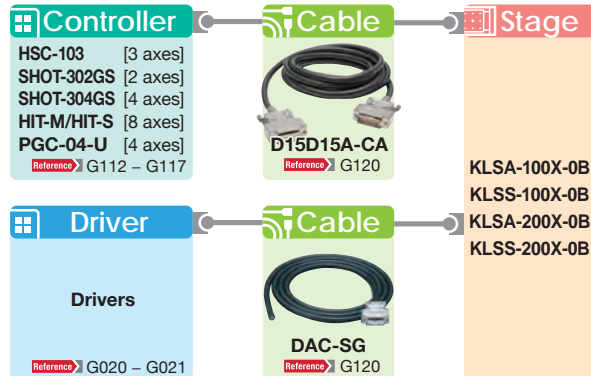 Controller
HSC-103 [3 axes]
SHOT-302GS [2 axes]
SHOT-304GS [4 axes]
HIT-M/HIT-S [8 axes]
PGC-04-U [4 axes]
Reference G112 – G117
Cable
D15D15A-CA
Reference G120
Stage
KLSA-100X-0B
KLSS-100X-0B
KLSA-200X-0B
KLSS-200X-0B
Driver
Drivers
Reference G020 – G021
Cable
DAC-SG
Reference G120